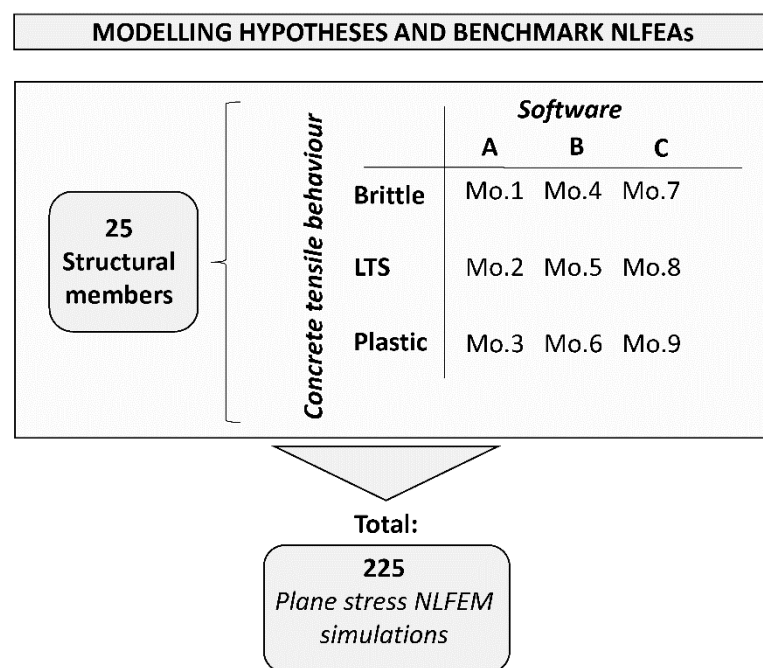 MODELLING HYPOTHESES AND BENCHMARK NLFEAs
25
Structural
members
Concrete tensile behaviour
Software
A B C
Brittle Mo.1 Mo.4 Mo.7
LTS Mo.2 Mo.5 Mo.8
Plastic Mo.3 Mo.6 Mo.9
Total:
225
Plane stress NLFEM
simulations